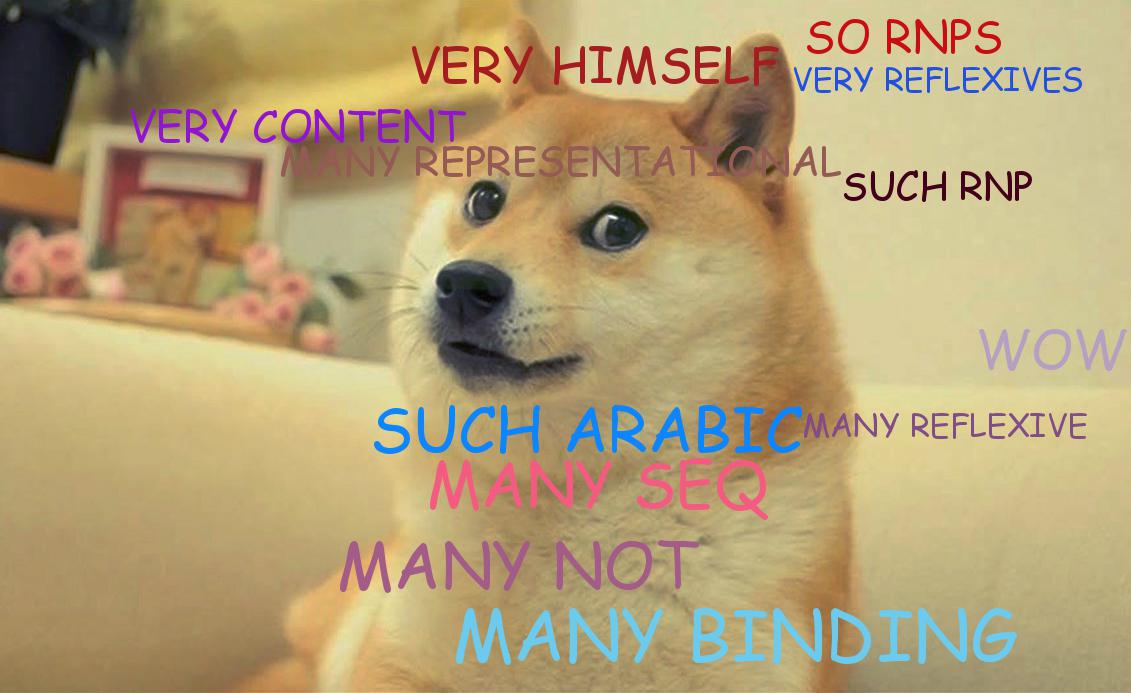 SO RNPS
VERY HIMSELF
VERY REFLEXIVES
VERY CONTENT
MANY REPRESENTATIONAL
SUCH RNP
WOW
SUCH ARABIC
MANY REFLEXIVE
MANY SEQ
MANY NOT
MANY BINDING